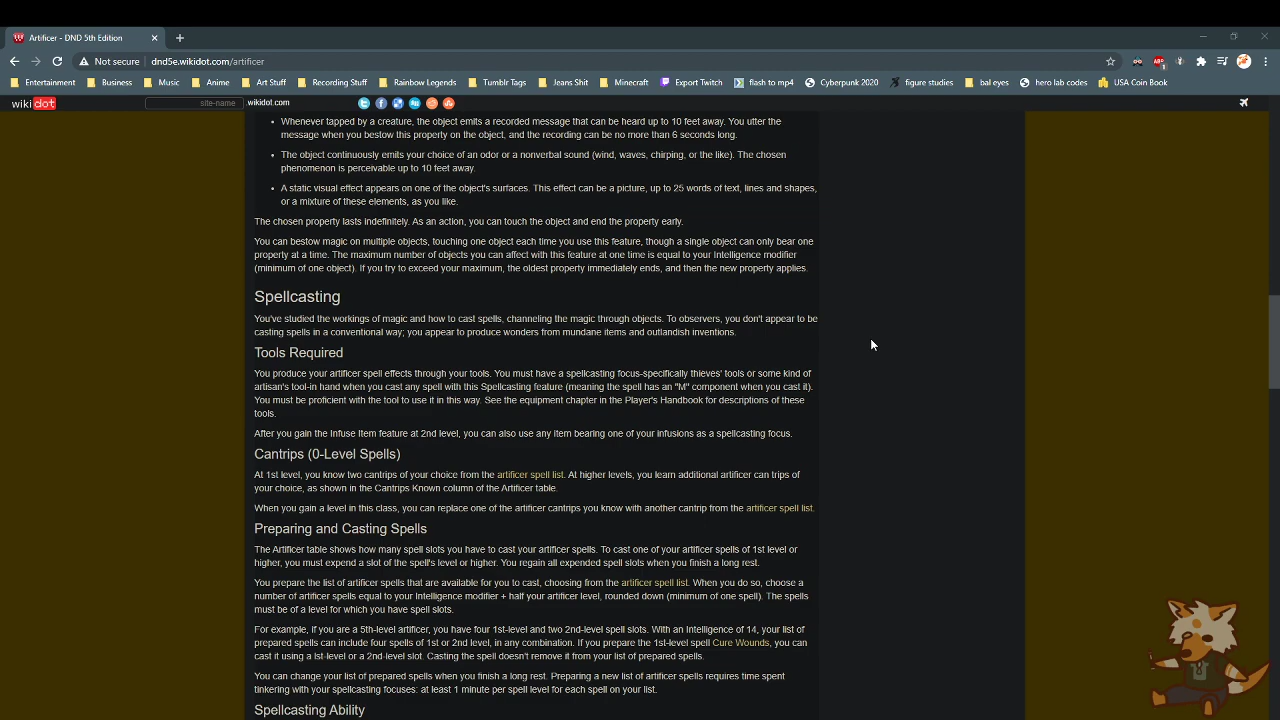 Artificer - DND 5th Edition
Not secure | dnd5e.wikidot.com/artificer
Entertainment Business Music Anime Art Stuff Recording Stuff Rainbow Legends Tumblr Tags Jeans Shit Minecraft Export Twitch flash to mp4 Cyberpunk 2020 figure studies bal eyes hero lab codes USA Coin Book
wikidot site-name .wikidot.com
Whenever tapped by a creature, the object emits a recorded message that can be heard up to 10 feet away. You utter the
message when you bestow this property on the object, and the recording can be no more than 6 seconds long.
The object continuously emits your choice of an odor or a nonverbal sound (wind, waves, chirping, or the like). The chosen
phenomenon is perceivable up to 10 feet away.
A static visual effect appears on one of the object's surfaces. This effect can be a picture, up to 25 words of text, lines and shapes,
or a mixture of these elements, as you like.
The chosen property lasts indefinitely. As an action, you can touch the object and end the property early.
You can bestow magic on multiple objects, touching one object each time you use this feature, though a single object can only bear one
property at a time. The maximum number of objects you can affect with this feature at one time is equal to your Intelligence modifier
(minimum of one object). If you try to exceed your maximum, the oldest property immediately ends, and then the new property applies.
Spellcasting
You've studied the workings of magic and how to cast spells, channeling the magic through objects. To observers, you don't appear to be
casting spells in a conventional way; you appear to produce wonders from mundane items and outlandish inventions.
Tools Required
You produce your artificer spell effects through your tools. You must have a spellcasting focus-specifically thieves' tools or some kind of
artisan's tool-in hand when you cast any spell with this Spellcasting feature (meaning the spell has an "M" component when you cast it).
You must be proficient with the tool to use it in this way. See the equipment chapter in the Player's Handbook for descriptions of these
tools.
After you gain the Infuse Item feature at 2nd level, you can also use any item bearing one of your infusions as a spellcasting focus.
Cantrips (0-Level Spells)
At 1st level, you know two cantrips of your choice from the artificer spell list. At higher levels, you learn additional artificer can trips of
your choice, as shown in the Cantrips Known column of the Artificer table.
When you gain a level in this class, you can replace one of the artificer cantrips you know with another cantrip from the artificer spell list.
Preparing and Casting Spells
The Artificer table shows how many spell slots you have to cast your artificer spells. To cast one of your artificer spells of 1st level or
higher, you must expend a slot of the spell's level or higher. You regain all expended spell slots when you finish a long rest.
You prepare the list of artificer spells that are available for you to cast, choosing from the artificer spell list. When you do so, choose a
number of artificer spells equal to your Intelligence modifier + half your artificer level, rounded down (minimum of one spell). The spells
must be of a level for which you have spell slots.
For example, if you are a 5th-level artificer, you have four 1st-level and two 2nd-level spell slots. With an Intelligence of 14, your list of
prepared spells can include four spells of 1st or 2nd level, in any combination. If you prepare the 1st-level spell Cure Wounds, you can
cast it using a lst-level or a 2nd-level slot. Casting the spell doesn't remove it from your list of prepared spells.
You can change your list of prepared spells when you finish a long rest. Preparing a new list of artificer spells requires time spent
tinkering with your spellcasting focuses: at least 1 minute per spell level for each spell on your list.
Spellcasting Ability